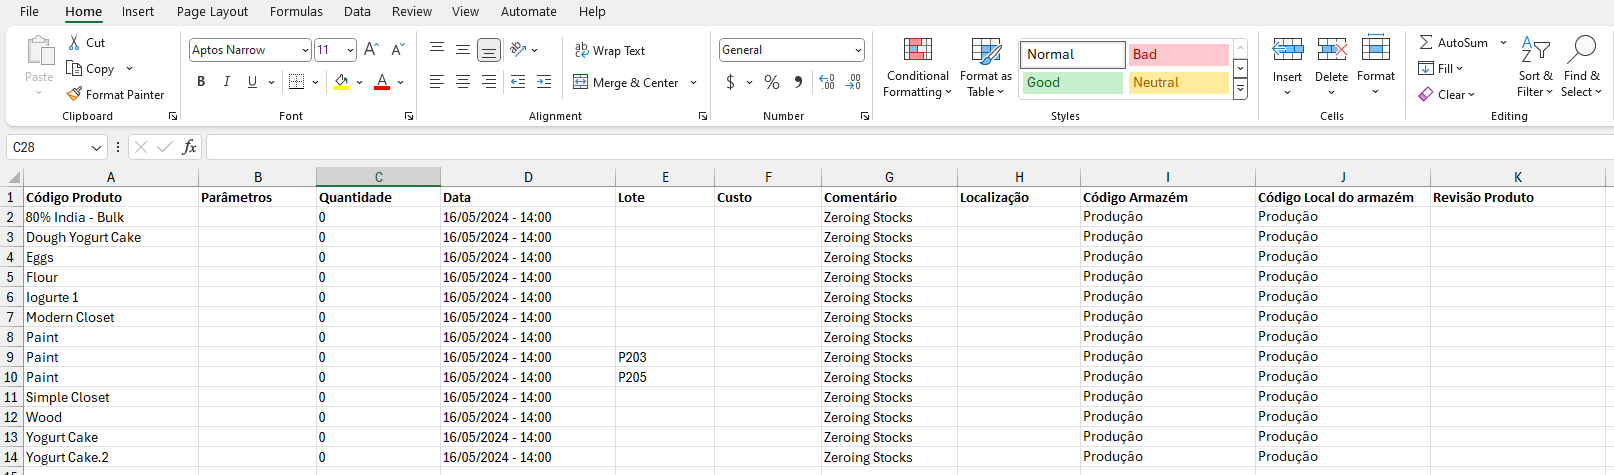 File Home Insert Page Layout Formulas Data Review View Automate Help
Paste
Cut
Copy
Format Painter
Clipboard
Aptos Narrow 11 A A
B I U A
Font
ab Wrap Text
Merge & Center
Alignment
General
$ % 9 .00 .00
Number
Conditional Formatting
Format as Table
Normal Bad
Good Neutral
Styles
Insert Delete Format
Cells
AutoSum
Fill
Clear
Sort & Filter
Find & Select
Editing
C28 fx
A B C D E F G H I J K
1 Código Produto Parâmetros Quantidade Data Lote Custo Comentário Localização Código Armazém Código Local do armazém Revisão Produto
2 80% India - Bulk 0 16/05/2024 - 14:00 Zeroing Stocks Produção Produção
3 Dough Yogurt Cake 0 16/05/2024 - 14:00 Zeroing Stocks Produção Produção
4 Eggs 0 16/05/2024 - 14:00 Zeroing Stocks Produção Produção
5 Flour 0 16/05/2024 - 14:00 Zeroing Stocks Produção Produção
6 Iogurte 1 0 16/05/2024 - 14:00 Zeroing Stocks Produção Produção
7 Modern Closet 0 16/05/2024 - 14:00 Zeroing Stocks Produção Produção
8 Paint 0 16/05/2024 - 14:00 Zeroing Stocks Produção Produção
9 Paint 0 16/05/2024 - 14:00 P203 Zeroing Stocks Produção Produção
10 Paint 0 16/05/2024 - 14:00 P205 Zeroing Stocks Produção Produção
11 Simple Closet 0 16/05/2024 - 14:00 Zeroing Stocks Produção Produção
12 Wood 0 16/05/2024 - 14:00 Zeroing Stocks Produção Produção
13 Yogurt Cake 0 16/05/2024 - 14:00 Zeroing Stocks Produção Produção
14 Yogurt Cake.2 0 16/05/2024 - 14:00 Zeroing Stocks Produção Produção